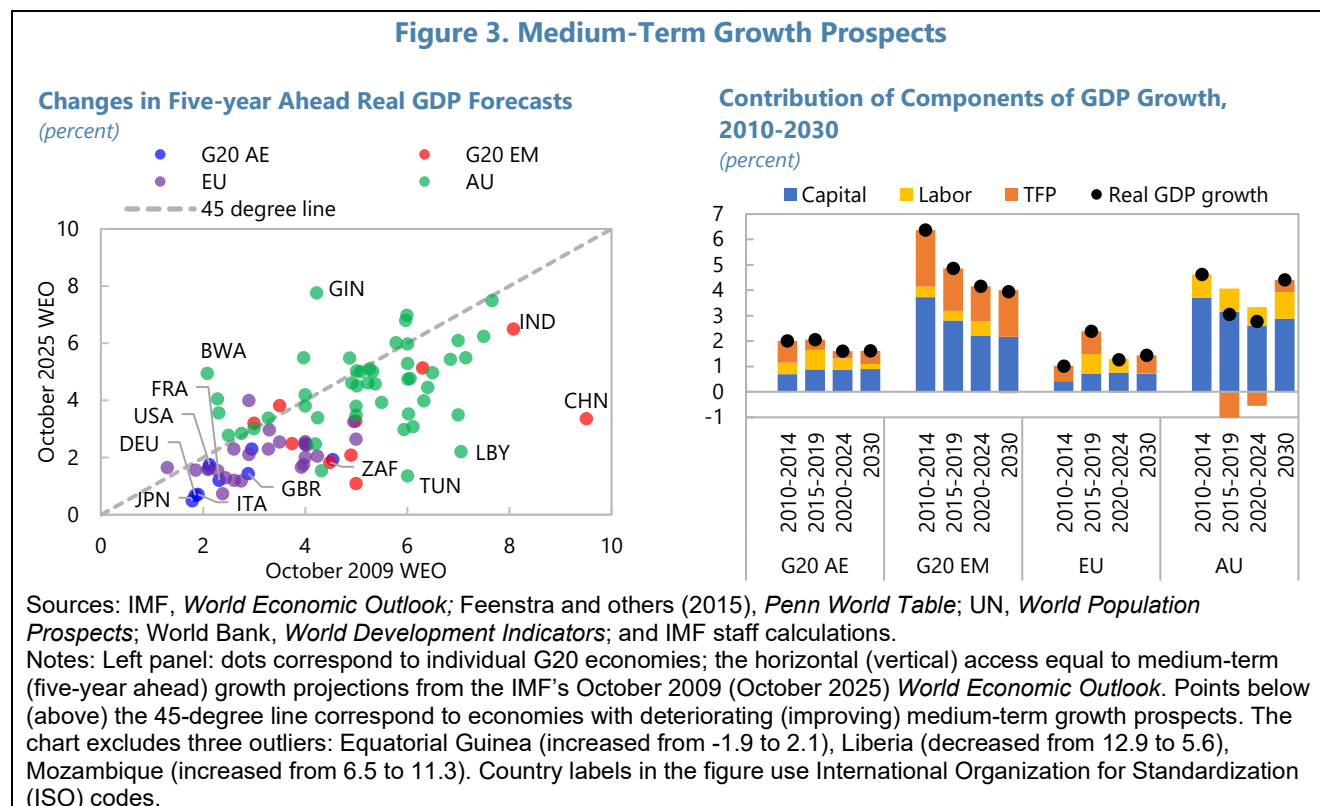 Figure 3. Medium-Term Growth Prospects
Changes in Five-year Ahead Real GDP Forecasts
(percent)
G20 AE
G20 EM
EU
AU
45 degree line
10
8
6
4
2
0
October 2025 WEO
GIN
IND
BWA
FRA
USA
DEU
CHN
LBY
ZAF
TUN
GBR
JPN
ITA
0 2 4 6 8 10
October 2009 WEO
Contribution of Components of GDP Growth,
2010-2030
(percent)
Capital Labor TFP Real GDP growth
7
6
5
4
3
2
1
0
-1
2010-2014
2015-2019
2020-2024
2030
2010-2014
2015-2019
2020-2024
2030
2010-2014
2015-2019
2020-2024
2030
2010-2014
2015-2019
2020-2024
2030
G20 AE G20 EM EU AU
Sources: IMF, World Economic Outlook; Feenstra and others (2015), Penn World Table; UN, World Population
Prospects; World Bank, World Development Indicators; and IMF staff calculations.
Notes: Left panel: dots correspond to individual G20 economies; the horizontal (vertical) access equal to medium-term
(five-year ahead) growth projections from the IMF's October 2009 (October 2025) World Economic Outlook. Points below
(above) the 45-degree line correspond to economies with deteriorating (improving) medium-term growth prospects. The
chart excludes three outliers: Equatorial Guinea (increased from -1.9 to 2.1), Liberia (decreased from 12.9 to 5.6),
Mozambique (increased from 6.5 to 11.3). Country labels in the figure use International Organization for Standardization
(ISO) codes.